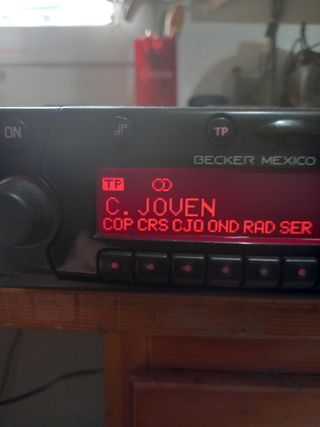 ON
TP
BECKER MEXICO
TP
C. JOVEN
COP CRS CJO OND RAD SER